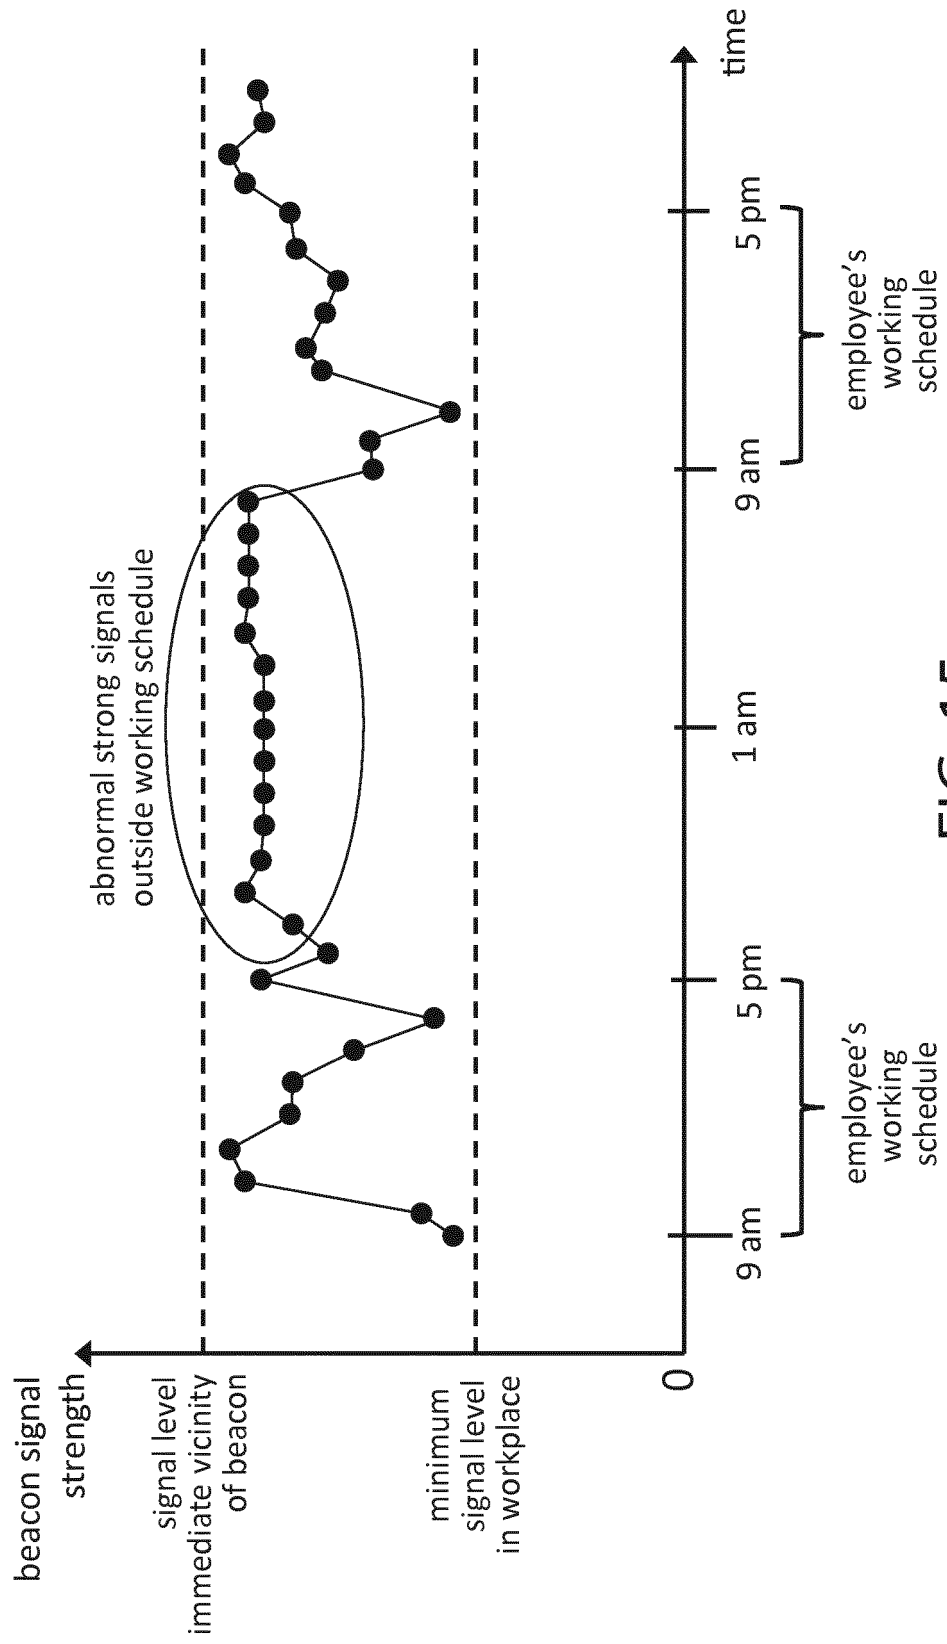 beacon signal
strength
abnormal strong signals
outside working schedule
signal level
immediate vicinity
of beacon
minimum
signal level
in workplace
0
9 am
5 pm
1 am
9 am
5 pm
time
employee's
working
schedule
employee's
working
schedule